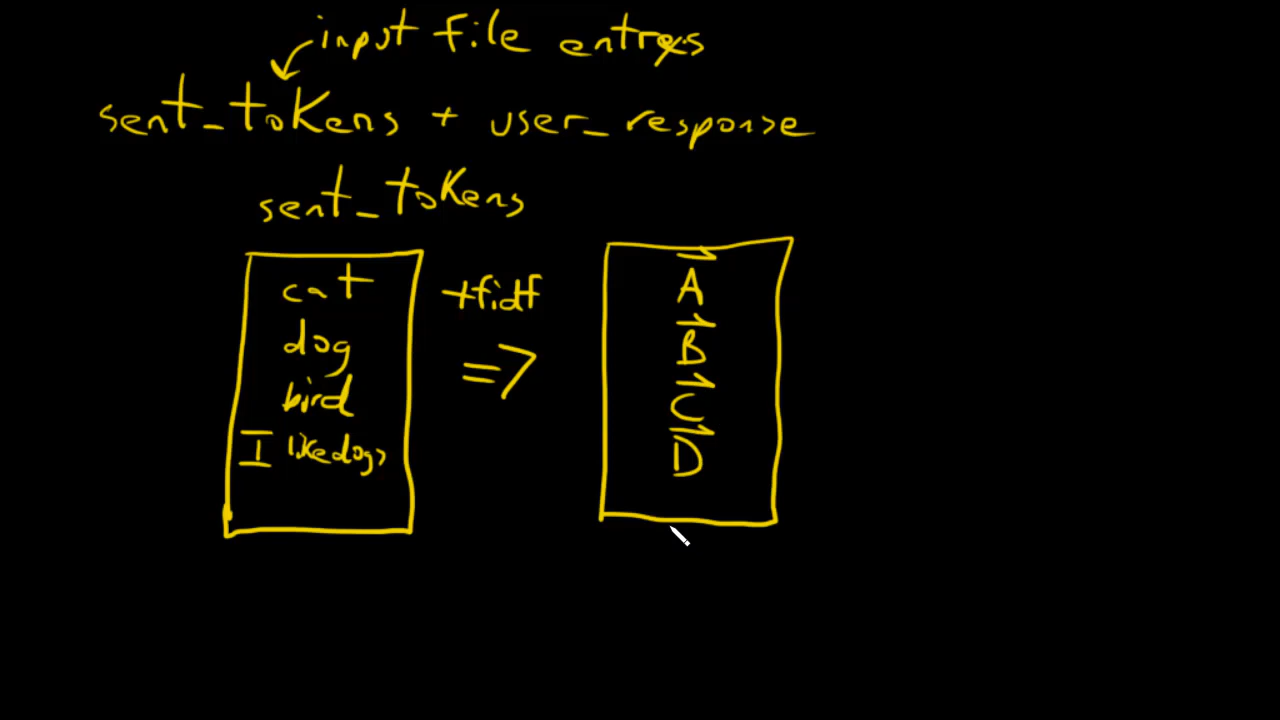 input file entrys
sent_tokens + user_response
sent_tokens
cat
dog
bird
I like dogs
tfidf
=>
A
B
C
D